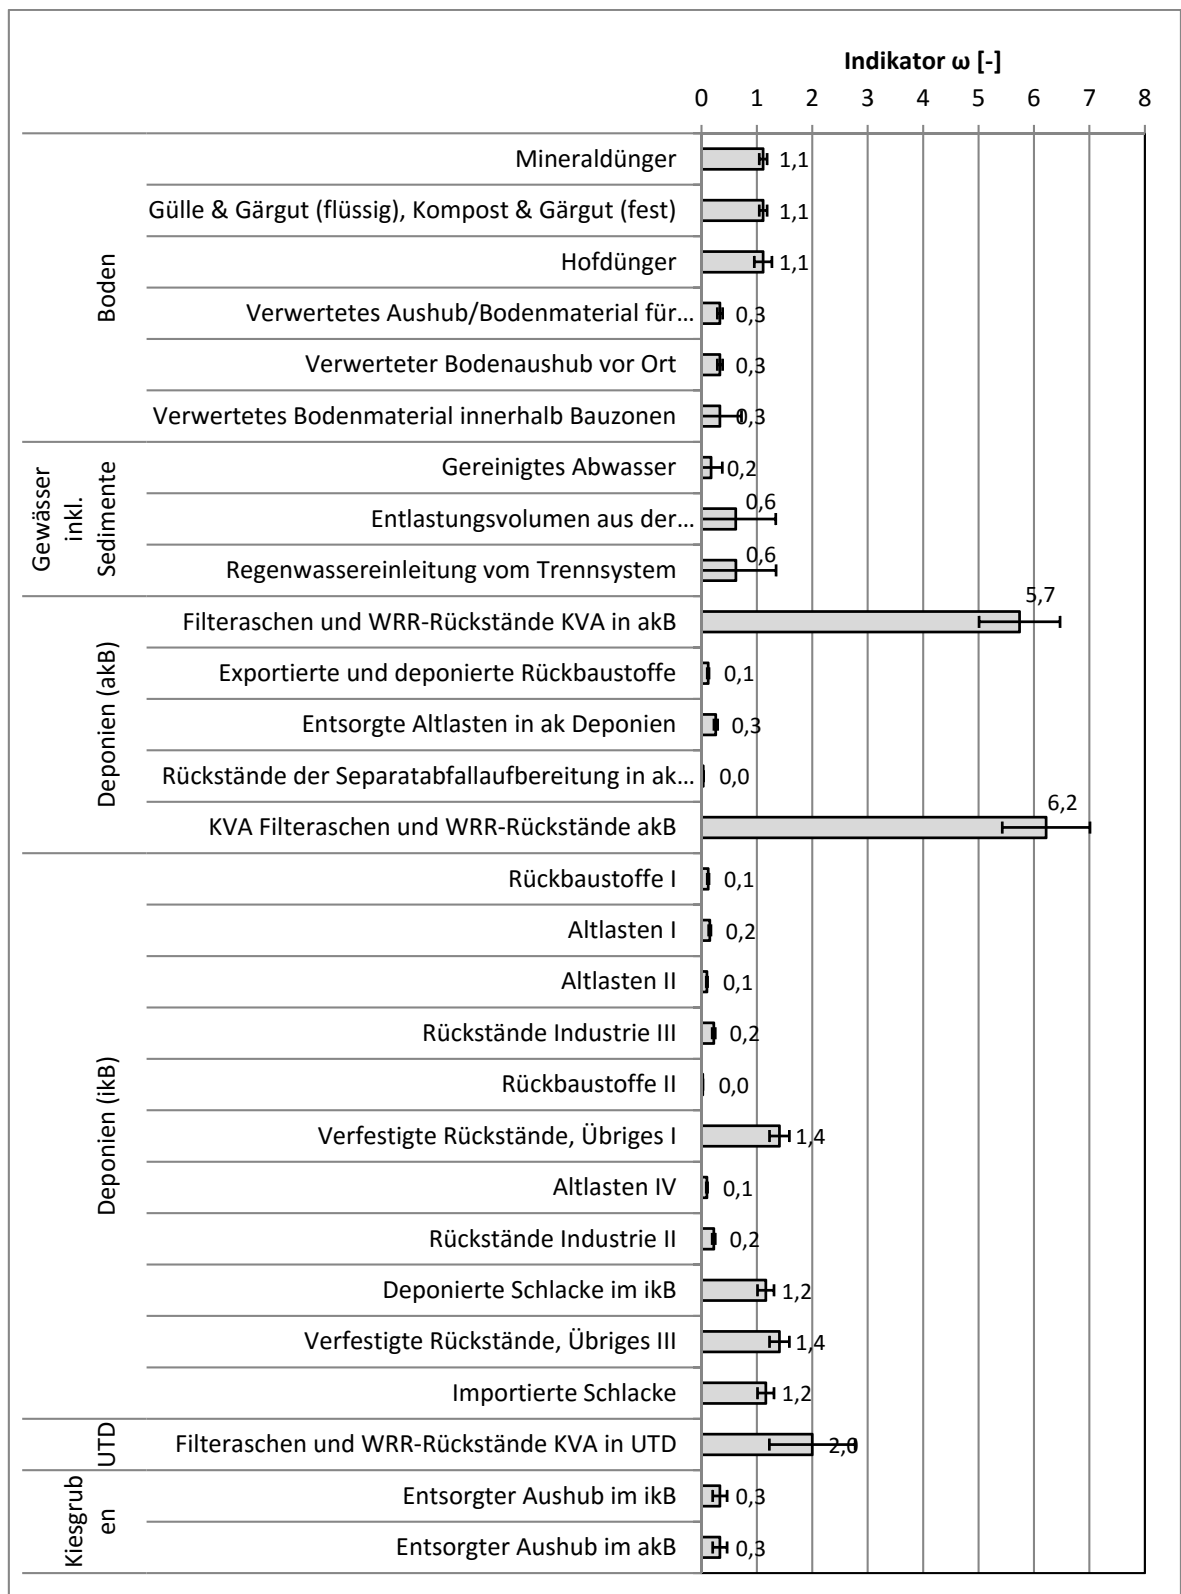 Indikator ω [-]
0 1 2 3 4 5 6 7 8
Boden
Mineraldünger 1,1
Gülle & Gärgut (flüssig), Kompost & Gärgut (fest) 1,1
Hofdünger 1,1
Verwertetes Aushub/Bodenmaterial für... 0,3
Verwerteter Bodenaushub vor Ort 0,3
Verwertetes Bodenmaterial innerhalb Bauzonen 0,3
Gewässer
inkl.
Sedimente
Gereinigtes Abwasser 0,2
Entlastungsvolumen aus der... 0,6
Regenwassereinleitung vom Trennsystem 0,6
Deponien (akB)
Filteraschen und WRR-Rückstände KVA in akB 5,7
Exportierte und deponierte Rückbaustoffe 0,1
Entsorgte Altlasten in ak Deponien 0,3
Rückstände der Separatabfallaufbereitung in ak... 0,0
KVA Filteraschen und WRR-Rückstände akB 6,2
Deponien (ikB)
Rückbaustoffe I 0,1
Altlasten I 0,2
Altlasten II 0,1
Rückstände Industrie III 0,2
Rückbaustoffe II 0,0
Verfestigte Rückstände, Übriges I 1,4
Altlasten IV 0,1
Rückstände Industrie II 0,2
Deponierte Schlacke im ikB 1,2
Verfestigte Rückstände, Übriges III 1,4
Importierte Schlacke 1,2
UTD
Filteraschen und WRR-Rückstände KVA in UTD 2,0
Kiesgrub
en
Entsorgter Aushub im ikB 0,3
Entsorgter Aushub im akB 0,3